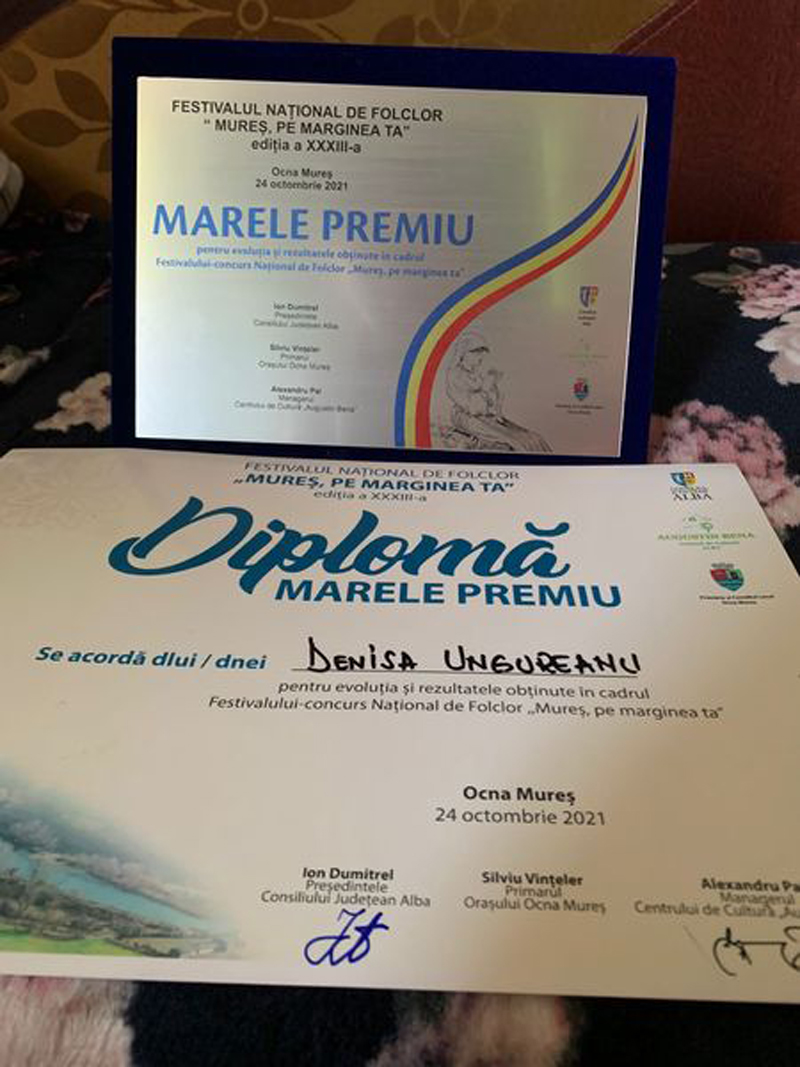 FESTIVALUL NAȚIONAL DE FOLCLOR
" MUREȘ, PE MARGINEA TA"
ediția a XXXIII-a
Ocna Mureș
24 octombrie 2021
MARELE PREMIU
pentru evoluția și rezultatele obținute în cadrul
Festivalului-concurs Național de Folclor „Mureș, pe marginea ta"
Ion Dumitrel
Președintele
Consiliului Județean Alba
Silviu Vințeler
Primarul
Orașului Ocna Mureș
Alexandru Pal
Managerul
Centrului de Cultură „Augustin Bena"
FESTIVALUL NAȚIONAL DE FOLCLOR
„MUREȘ, PE MARGINEA TA"
ediția a XXXIII-a
ALBA
AUGUSTIN BENA
Diplomă
MARELE PREMIU
Se acordă dlui / dnei DENISA UNGUREANU
pentru evoluția și rezultatele obținute în cadrul
Festivalului-concurs Național de Folclor „Mureș, pe marginea ta"
Ocna Mureș
24 octombrie 2021
Ion Dumitrel
Președintele
Consiliului Județean Alba
Silviu Vințeler
Primarul
Orașului Ocna Mureș
Alexandru Pa
Managerul
Centrului de Cultură „Au